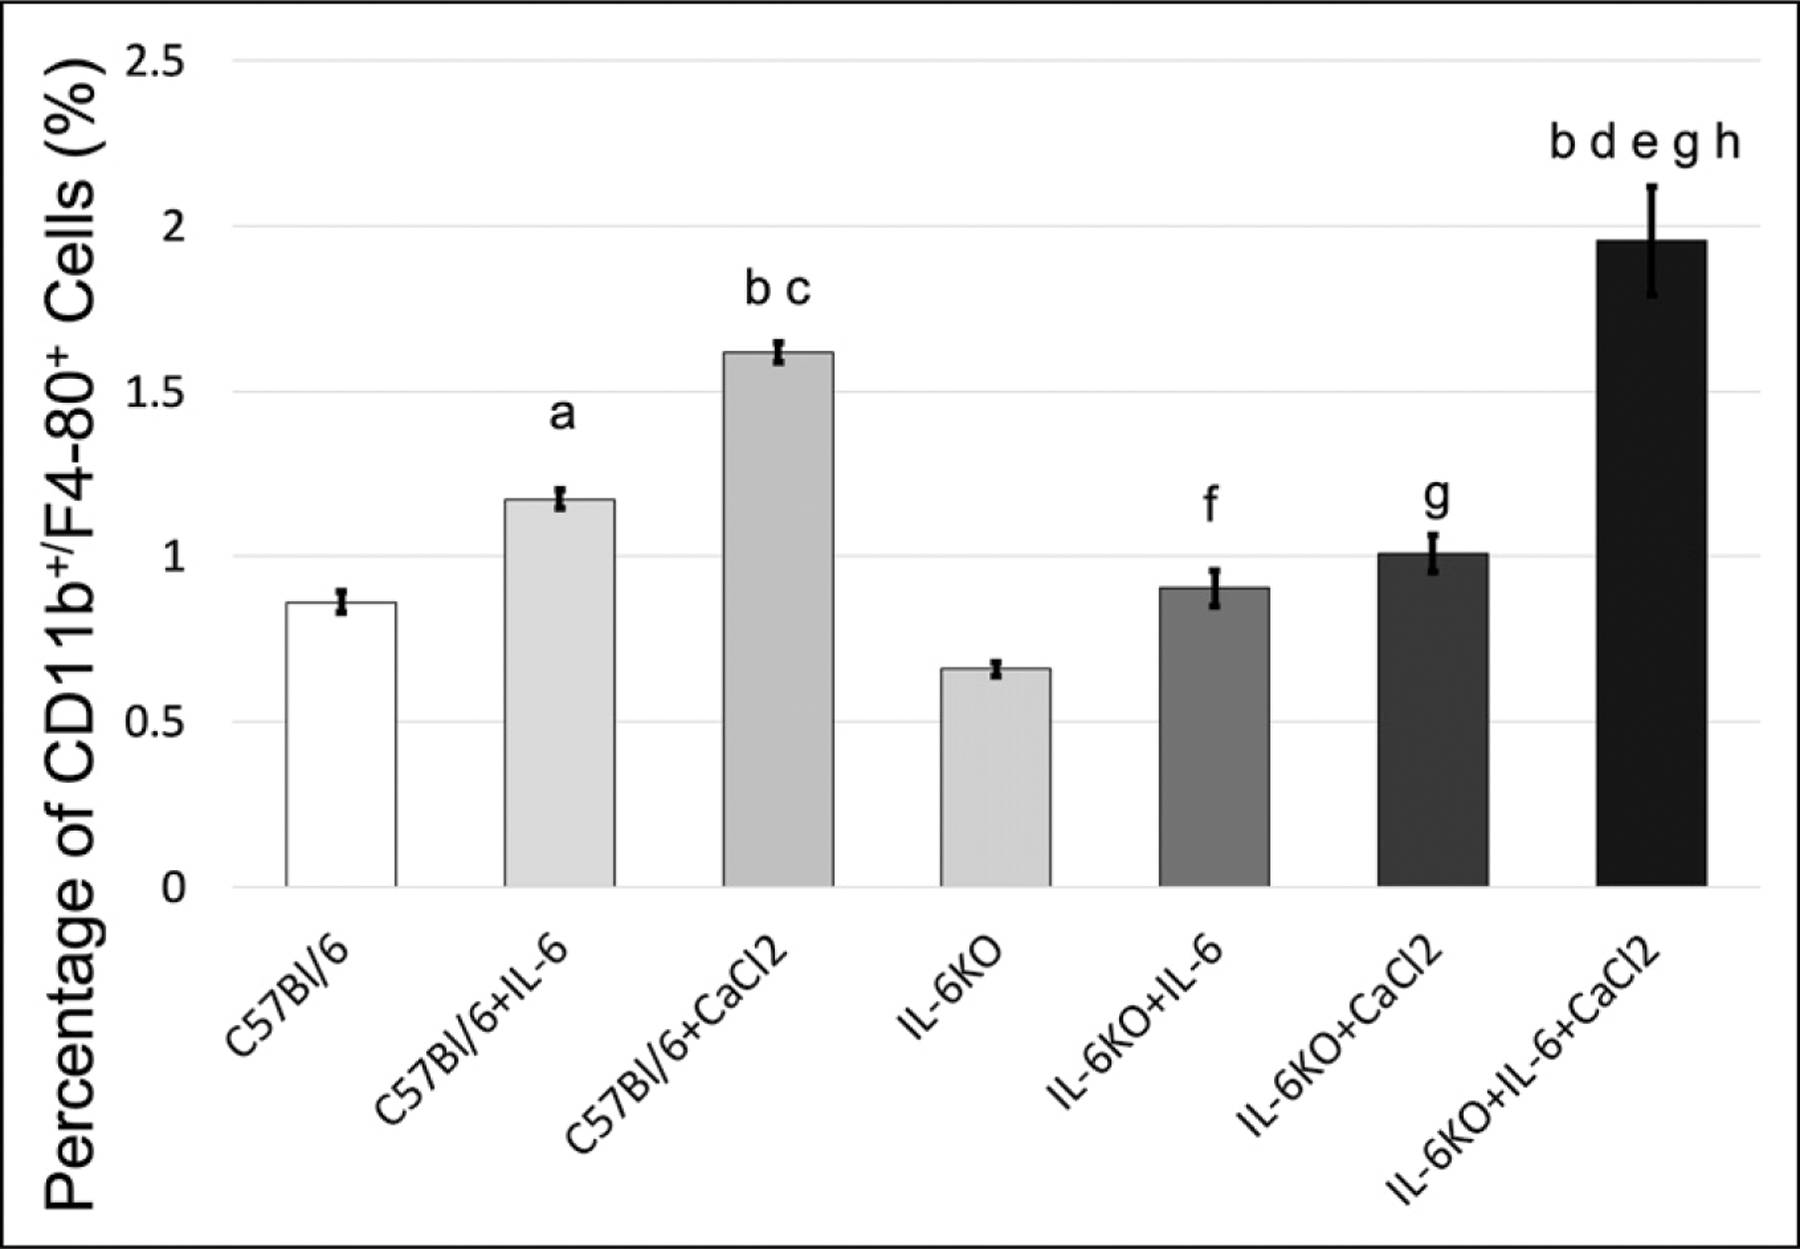 Percentage of CD11b⁺/F4-80⁺ Cells (%)
2.5
2
1.5
1
0.5
0
a
b c
f
g
b d e g h
C57Bl/6
C57Bl/6+IL-6
C57Bl/6+CaCl2
IL-6KO
IL-6KO+IL-6
IL-6KO+CaCl2
IL-6KO+IL-6+CaCl2